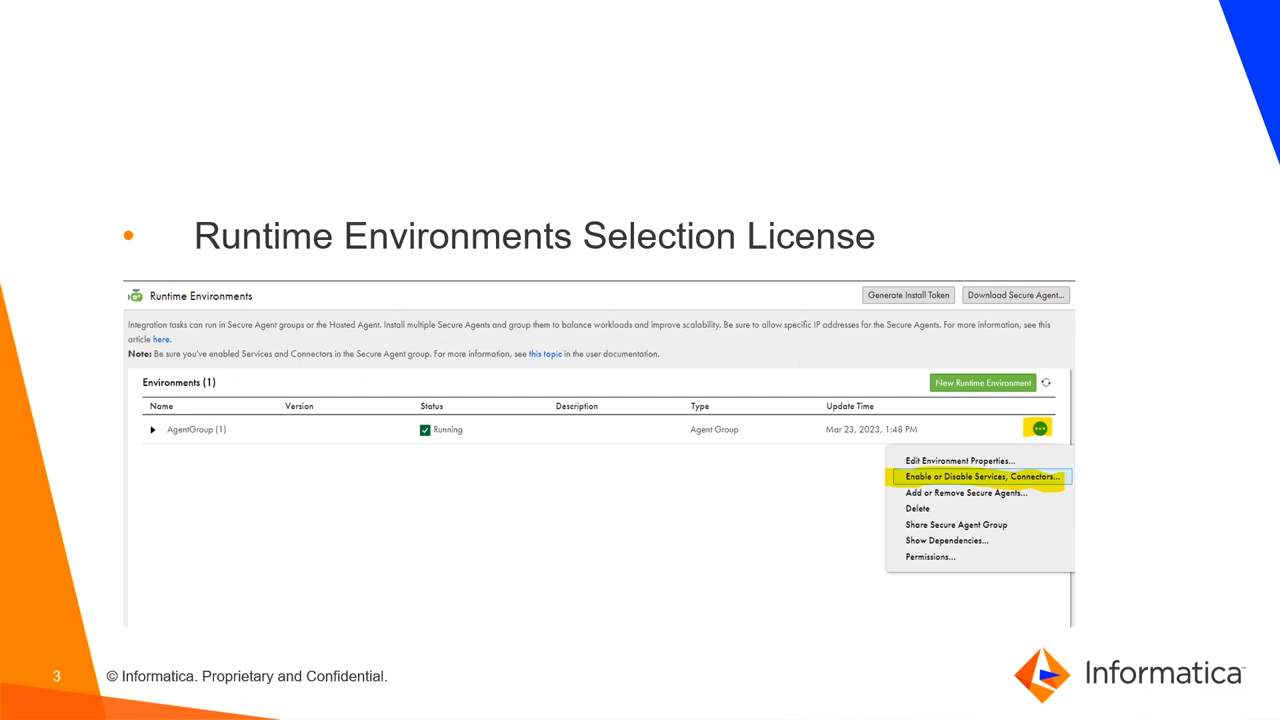 • Runtime Environments Selection License
Runtime Environments
Generate Install Token
Download Secure Agent...
Integration tasks can run in Secure Agent groups or the Hosted Agent. Install multiple Secure Agents and group them to balance workloads and improve scalability. Be sure to allow specific IP addresses for the Secure Agents. For more information, see this
article here.
Note: Be sure you've enabled Services and Connectors in the Secure Agent group. For more information, see this topic in the user documentation.
Environments (1)
New Runtime Environment
Name Version Status Description Type Update Time
AgentGroup (1) Running Agent Group Mar 23, 2023, 1:48 PM
Edit Environment Properties...
Enable or Disable Services, Connectors...
Add or Remove Secure Agents...
Delete
Share Secure Agent Group
Show Dependencies...
Permissions...
3 © Informatica. Proprietary and Confidential.
Informatica™